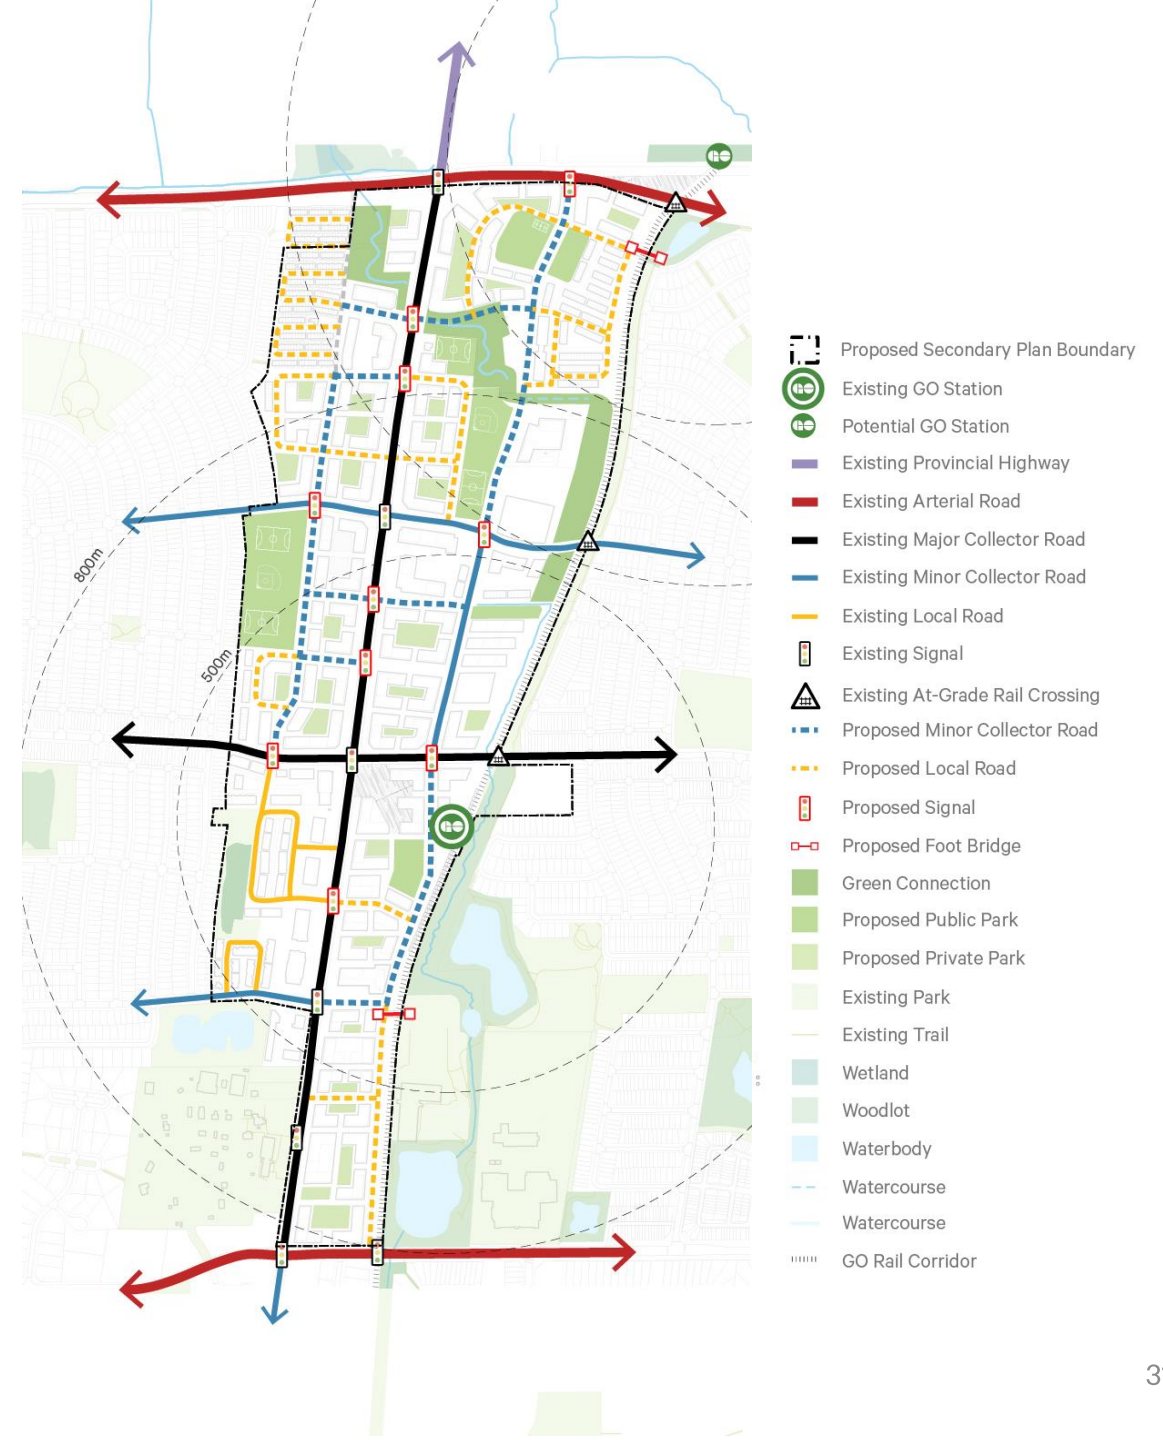 800m
500m
Proposed Secondary Plan Boundary
Existing GO Station
Potential GO Station
Existing Provincial Highway
Existing Arterial Road
Existing Major Collector Road
Existing Minor Collector Road
Existing Local Road
Existing Signal
Existing At-Grade Rail Crossing
Proposed Minor Collector Road
Proposed Local Road
Proposed Signal
Proposed Foot Bridge
Green Connection
Proposed Public Park
Proposed Private Park
Existing Park
Existing Trail
Wetland
Woodlot
Waterbody
Watercourse
Watercourse
GO Rail Corridor